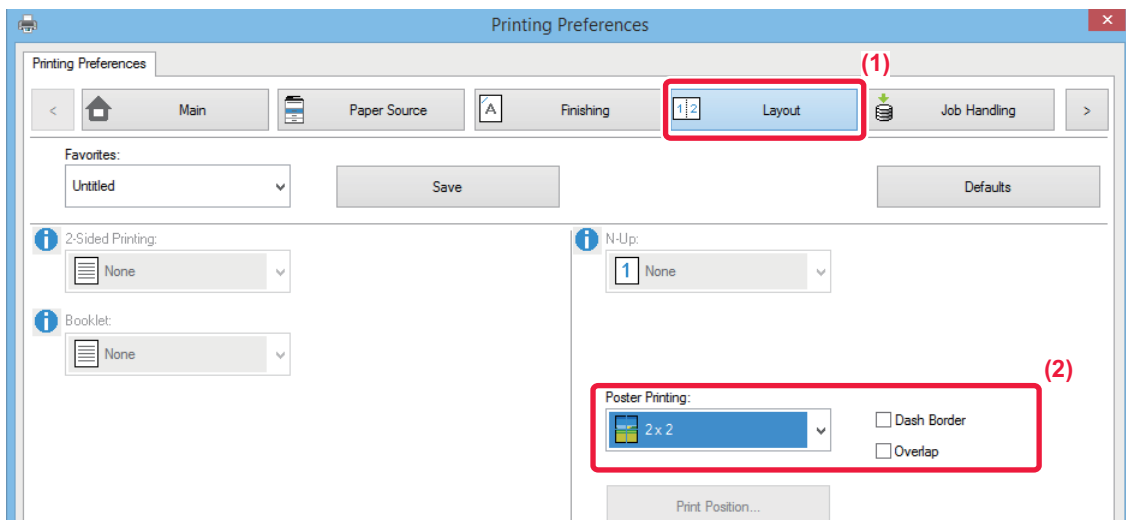 Printing Preferences
Printing Preferences
(1)
< Main Paper Source A Finishing 1 2 Layout Job Handling >
Favorites:
Untitled Save Defaults
2-Sided Printing:
None
Booklet:
None
N-Up:
1 None
(2)
Poster Printing:
2 x 2
Dash Border
Overlap
Print Position...